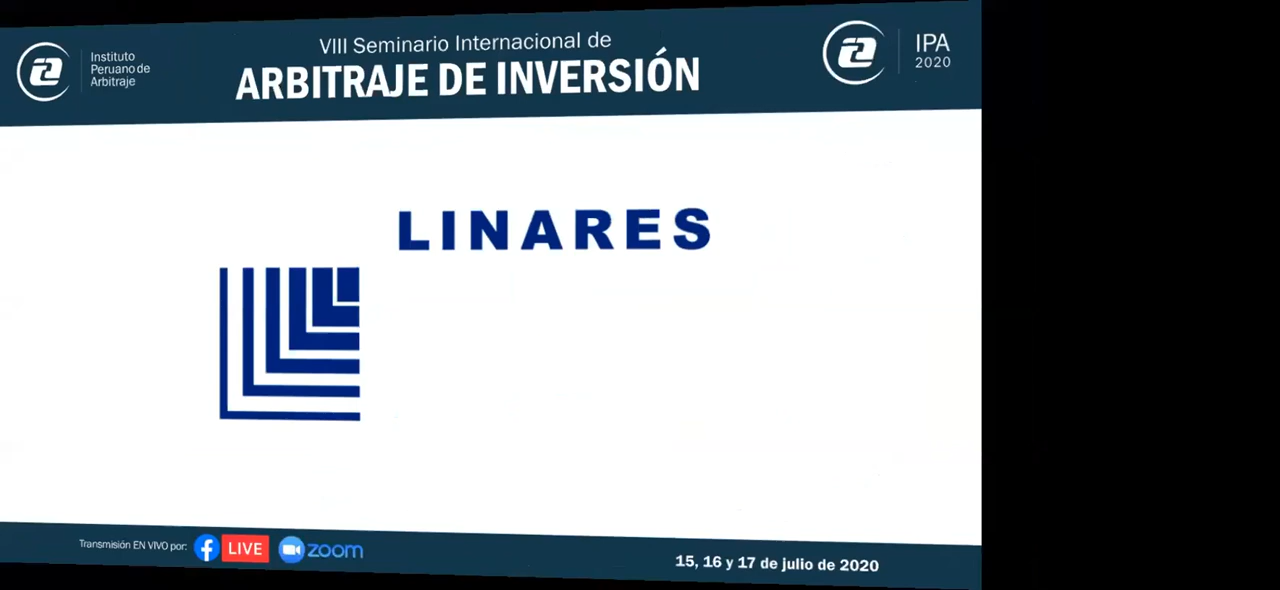 Instituto
Peruano de
Arbitraje
VIII Seminario Internacional de
ARBITRAJE DE INVERSIÓN
IPA
2020
LINARES
Transmisión EN VIVO por:
LIVE
zoom
15, 16 y 17 de julio de 2020